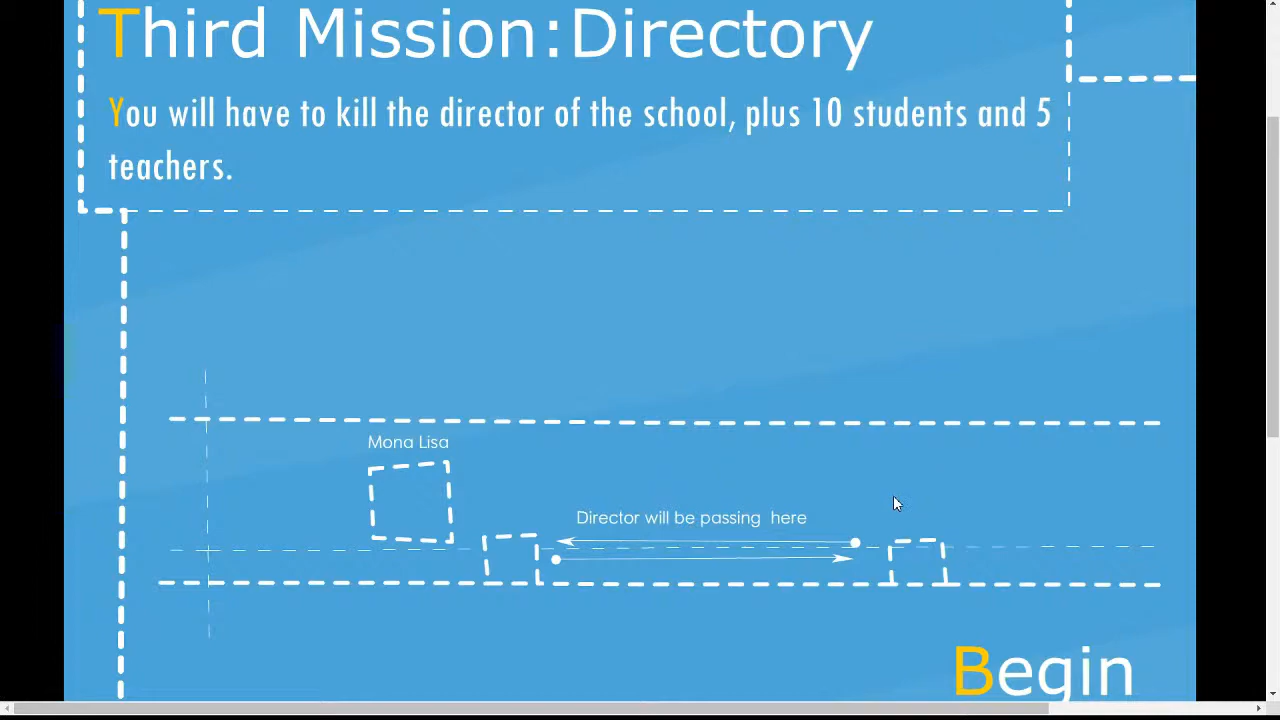 Third Mission:Directory
You will have to kill the director of the school, plus 10 students and 5
teachers.
Mona Lisa
Director will be passing  here
Begin